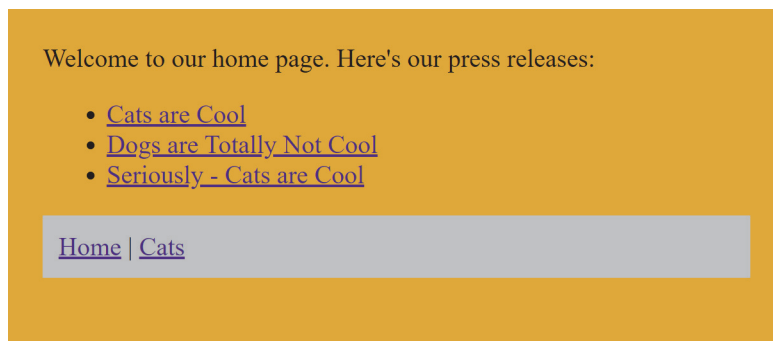 Welcome to our home page. Here's our press releases:
Cats are Cool
Dogs are Totally Not Cool
Seriously - Cats are Cool
Home | Cats